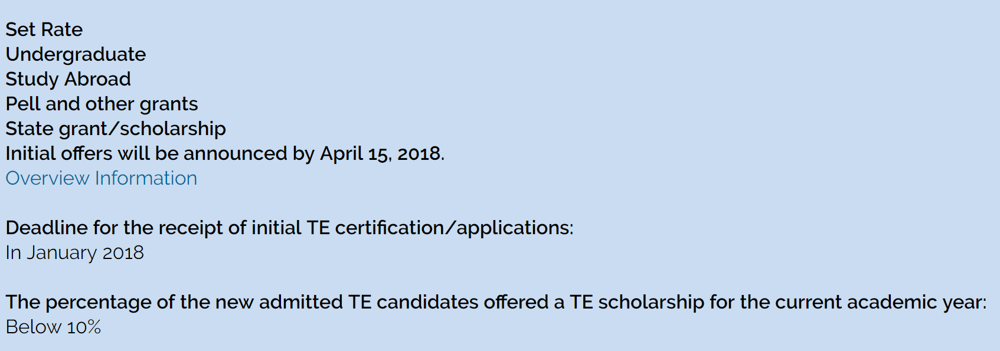 Set Rate
Undergraduate
Study Abroad
Pell and other grants
State grant/scholarship
Initial offers will be announced by April 15, 2018.
Overview Information
Deadline for the receipt of initial TE certification/applications:
In January 2018
The percentage of the new admitted TE candidates offered a TE scholarship for the current academic year:
Below 10%